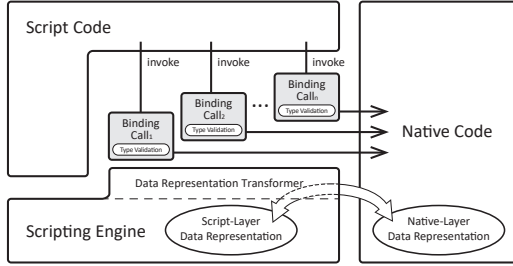 Script Code
invoke
invoke
invoke
Binding
Call₁
Type Validation
Binding
Call₂
Type Validation
...
Binding
Callₙ
Type Validation
Native Code
Data Representation Transformer
Scripting Engine
Script-Layer
Data Representation
Native-Layer
Data Representation